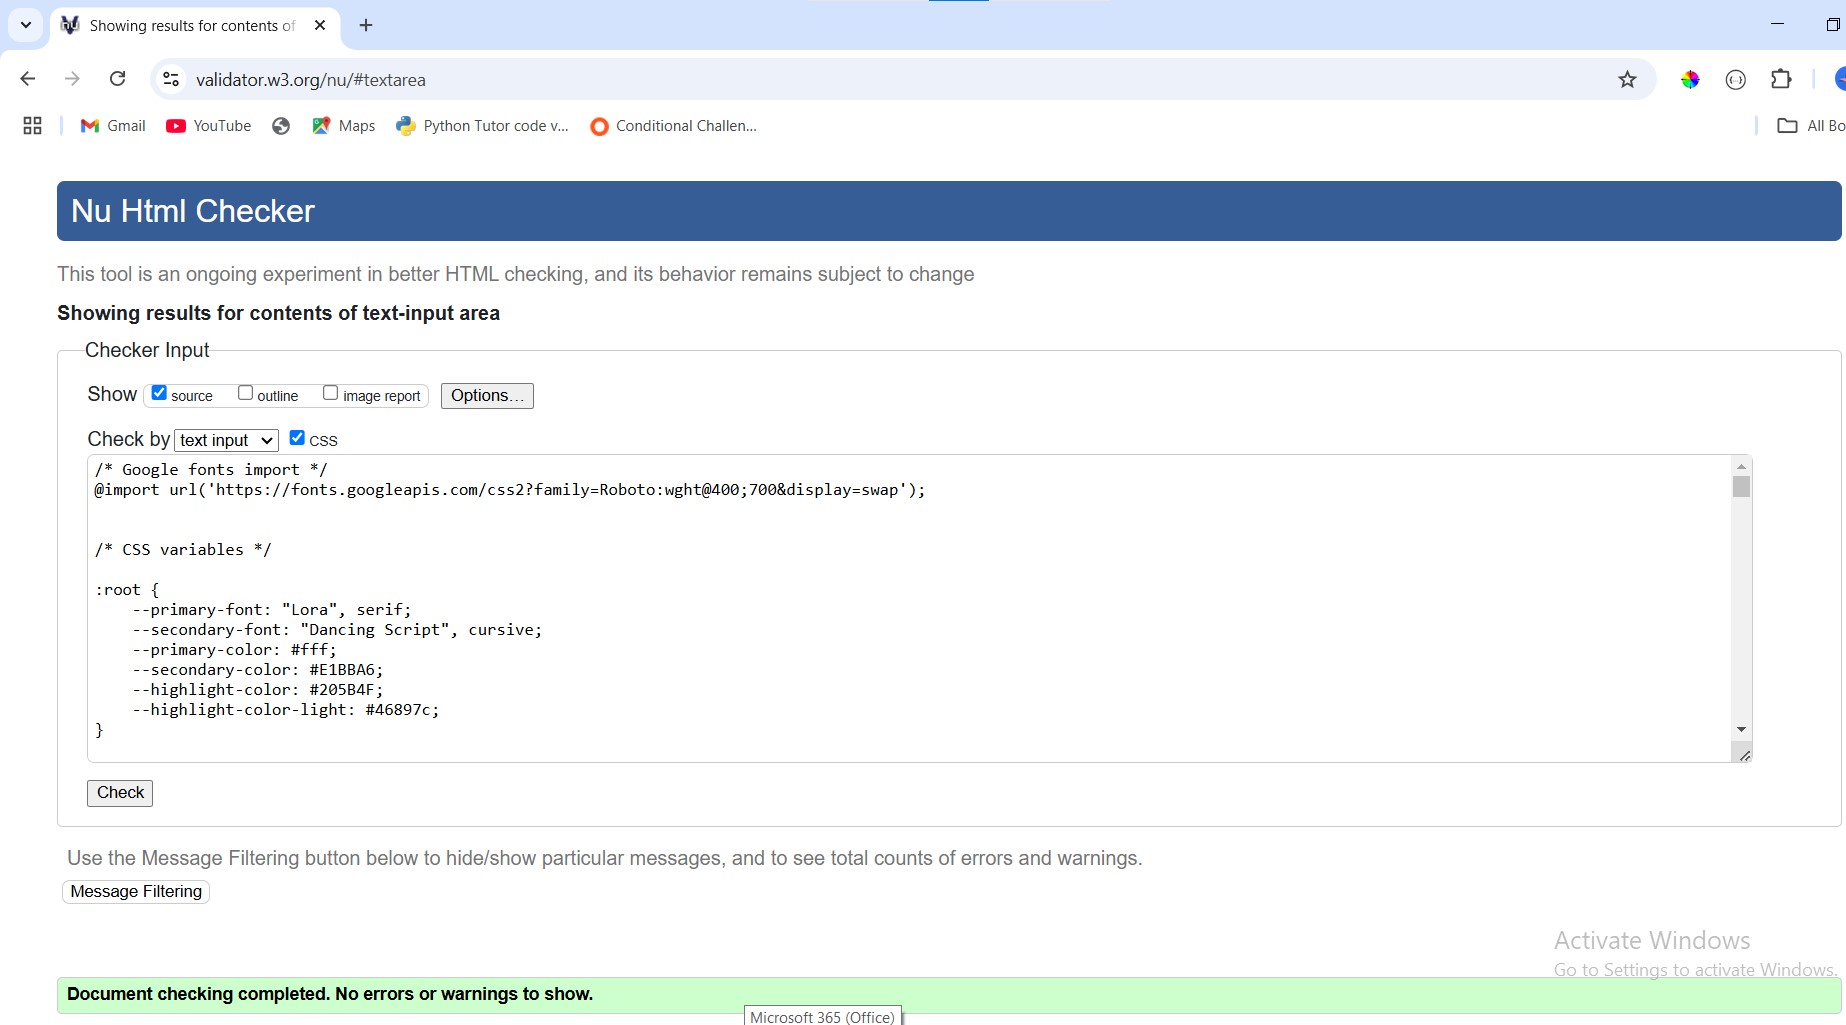 Showing results for contents of
validator.w3.org/nu/#textarea
Gmail YouTube Maps Python Tutor code v... Conditional Challen... All Bo
Nu Html Checker
This tool is an ongoing experiment in better HTML checking, and its behavior remains subject to change
Showing results for contents of text-input area
Checker Input
Show source outline image report Options...
Check by text input CSS
/* Google fonts import */
@import url('https://fonts.googleapis.com/css2?family=Roboto:wght@400;700&display=swap');
/* CSS variables */
:root {
--primary-font: "Lora", serif;
--secondary-font: "Dancing Script", cursive;
--primary-color: #fff;
--secondary-color: #E1BBA6;
--highlight-color: #205B4F;
--highlight-color-light: #46897c;
}
Check
Use the Message Filtering button below to hide/show particular messages, and to see total counts of errors and warnings.
Message Filtering
Activate Windows
Go to Settings to activate Windows.
Document checking completed. No errors or warnings to show.
Microsoft 365 (Office)